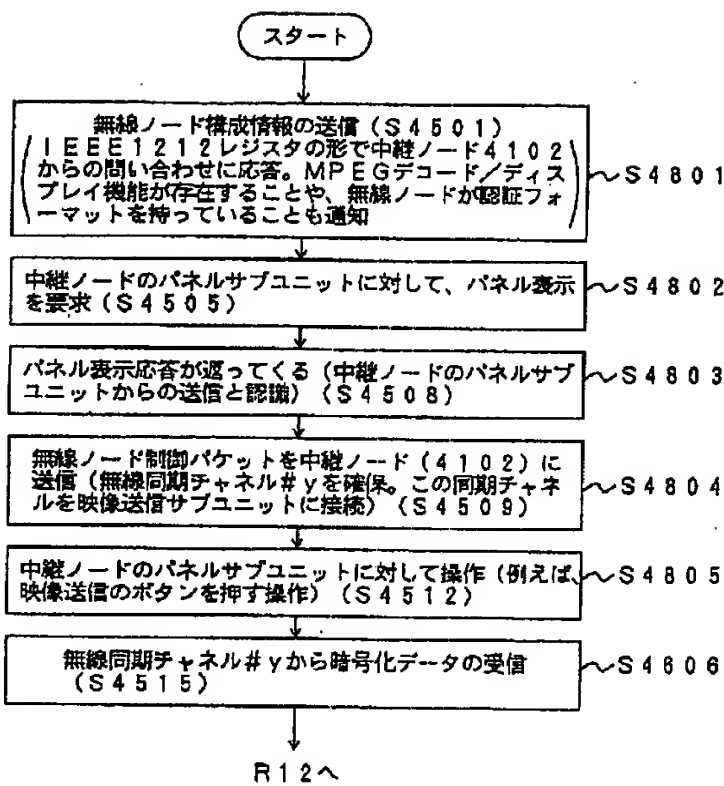 スタート
無線ノード構成情報の送信(S4501)
IEEE1212レジスタの形で中継ノード4102
からの問い合わせに応答。MPEGデコード/ディス
プレイ機能が存在することや、無線ノードが認証フォ
ーマットを持っていることも通知
S4801
中継ノードのパネルサブユニットに対して、パネル表示
を要求(S4505)
S4802
パネル表示応答が返ってくる(中継ノードのパネルサブ
ユニットからの送信と認識)(S4508)
S4803
無線ノード制御パケットを中継ノード(4102)に
送信(無線同期チャネル#yを確保。この同期チャネ
ルを映像送信サブユニットに接続)(S4509)
S4804
中継ノードのパネルサブユニットに対して操作(例えば、
映像送信のボタンを押す操作)(S4512)
S4805
無線同期チャネル#yから暗号化データの受信
(S4515)
S4606
R12へ